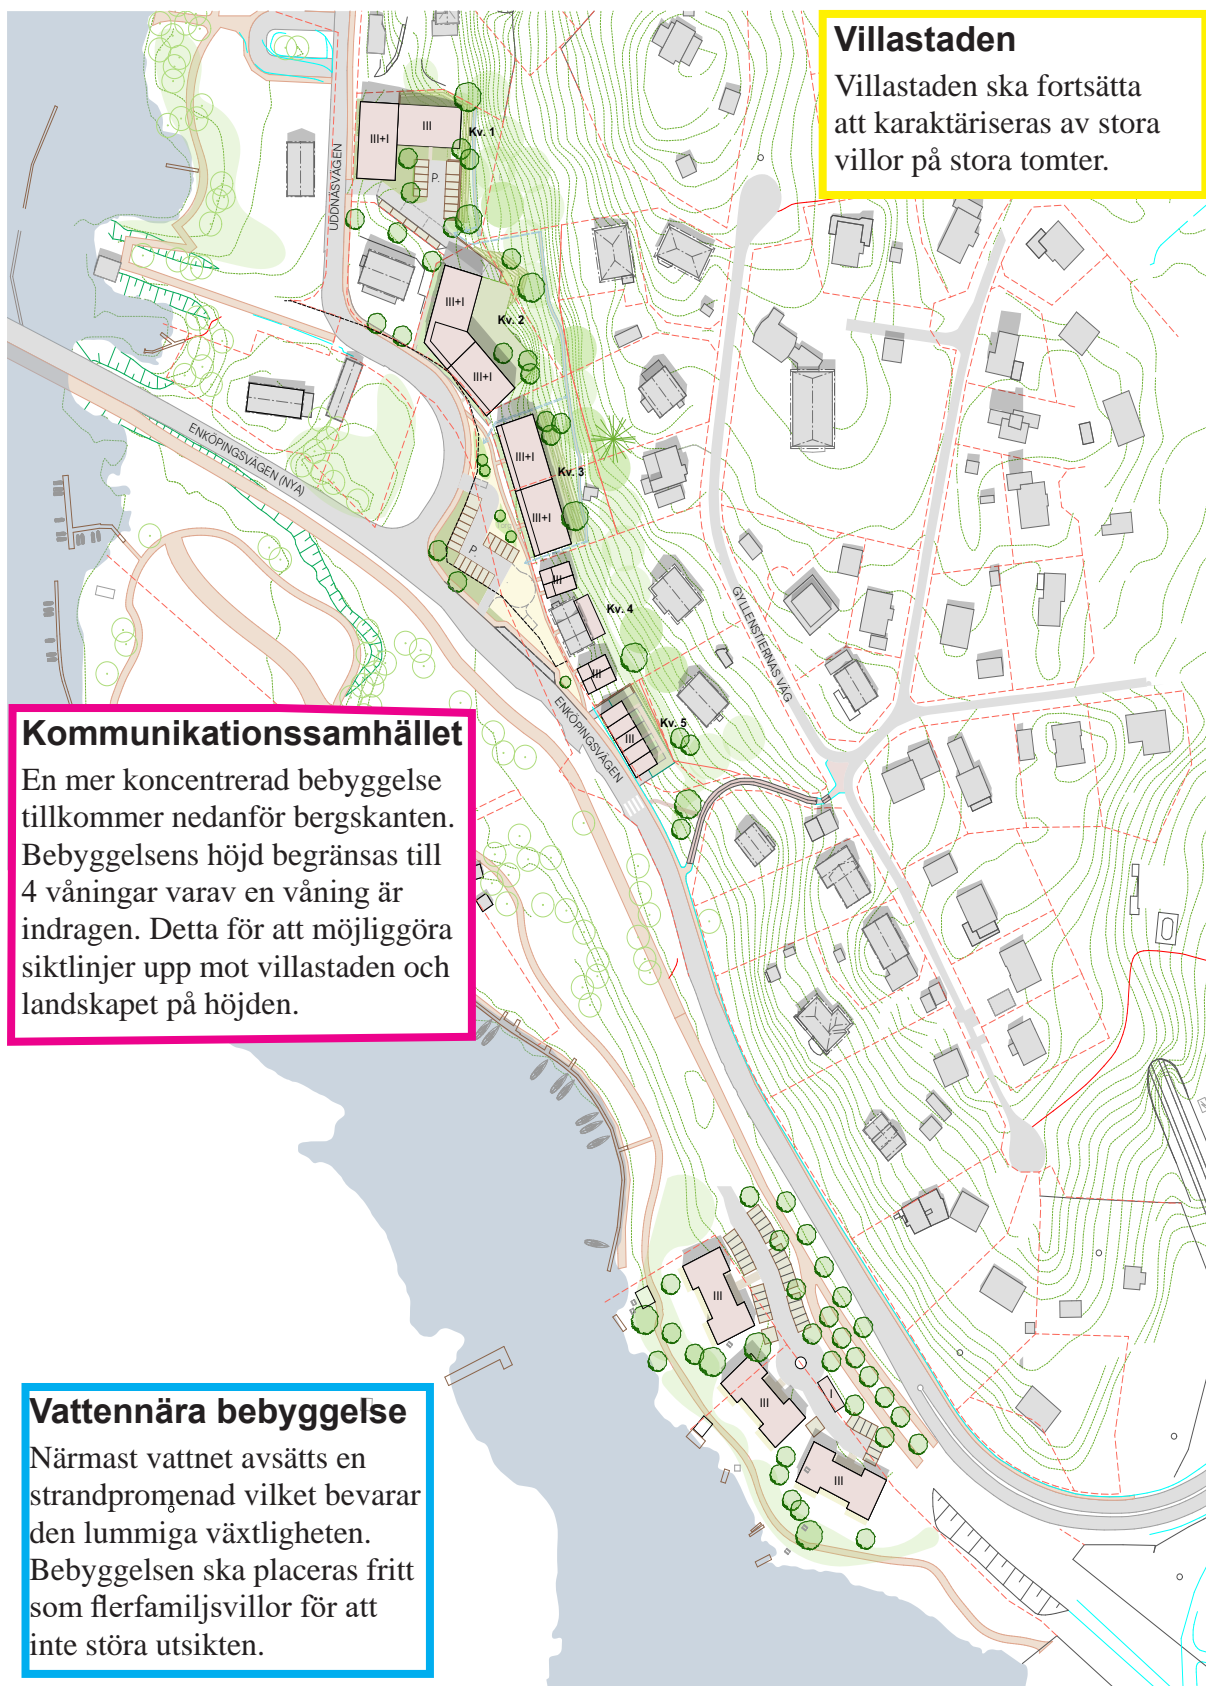 Villastaden
Villastaden ska fortsätta
att karaktäriseras av stora
villor på stora tomter.
III+I
III
Kv. 1
P.
UDDNÄSVÄGEN
III+I
Kv. 2
III+I
ENKÖPINGSVÄGEN (NYA)
III+I
Kv. 3
III+I
P.
III
Kv. 4
GYLLENSTIERNAS VÄG
III
ENKÖPINGSVÄGEN
III
Kv. 5
Kommunikationssamhället
En mer koncentrerad bebyggelse
tillkommer nedanför bergskanten.
Bebyggelsens höjd begränsas till
4 våningar varav en våning är
indragen. Detta för att möjliggöra
siktlinjer upp mot villastaden och
landskapet på höjden.
III
III
I
III
Vattennära bebyggelse
Närmast vattnet avsätts en
strandpromenad vilket bevarar
den lummiga växtligheten.
Bebyggelsen ska placeras fritt
som flerfamiljsvillor för att
inte störa utsikten.